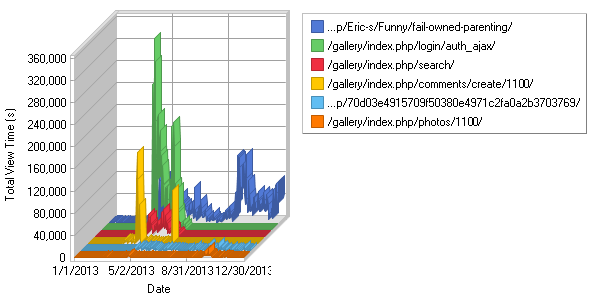 360,000
320,000
280,000
240,000
200,000
160,000
120,000
80,000
40,000
0
Total View Time (s)
1/1/2013 5/2/2013 8/31/2013 12/30/2013
Date
...p/Eric-s/Funny/fail-owned-parenting/
/gallery/index.php/login/auth_ajax/
/gallery/index.php/search/
/gallery/index.php/comments/create/1100/
...p/70d03e4915709f50380e4971c2fa0a2b3703769/
/gallery/index.php/photos/1100/